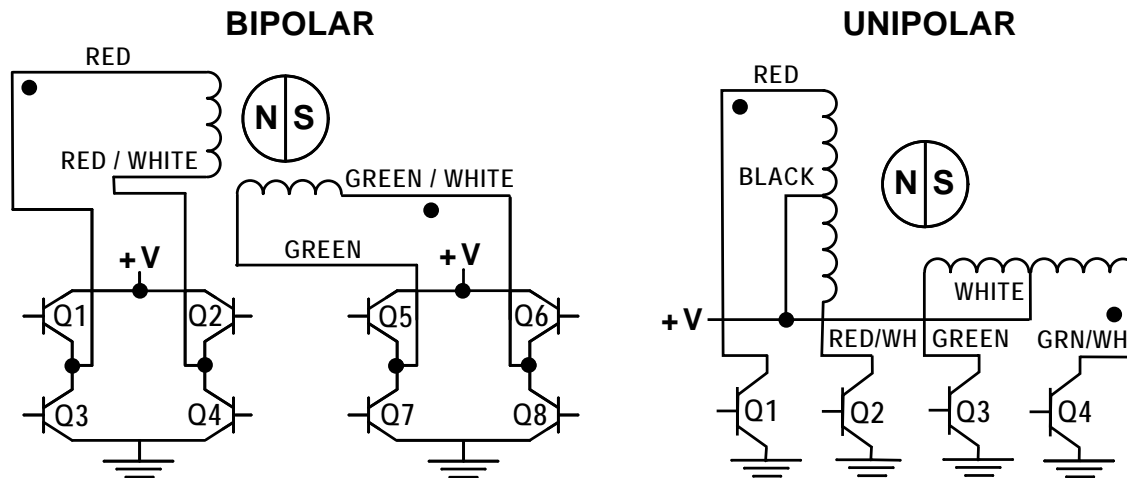 BIPOLAR
RED
N S
RED / WHITE
GREEN / WHITE
GREEN
+ V
+ V
Q1
Q2
Q5
Q6
Q3
Q4
Q7
Q8
UNIPOLAR
RED
BLACK
N S
WHITE
+ V
RED/WH
GREEN
GRN/WH
Q1
Q2
Q3
Q4